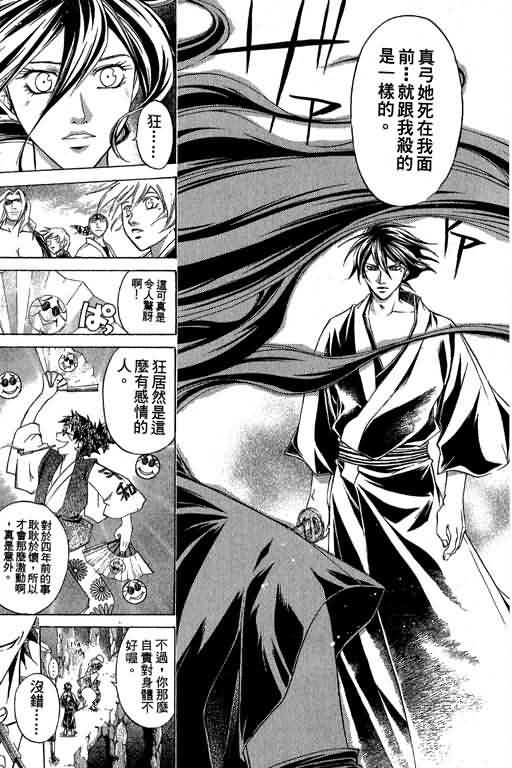 真弓她死在我面
前…就跟我殺的
是一樣的。
狂……
這可真是
令人驚訝
啊！
狂居然是這
麼有感情的
人。
對於四年前的事
耿耿於懷，所以
才會那麼激動啊
，真是意外。
不過，你那麼
自責對身體不
好喔。
沒錯……